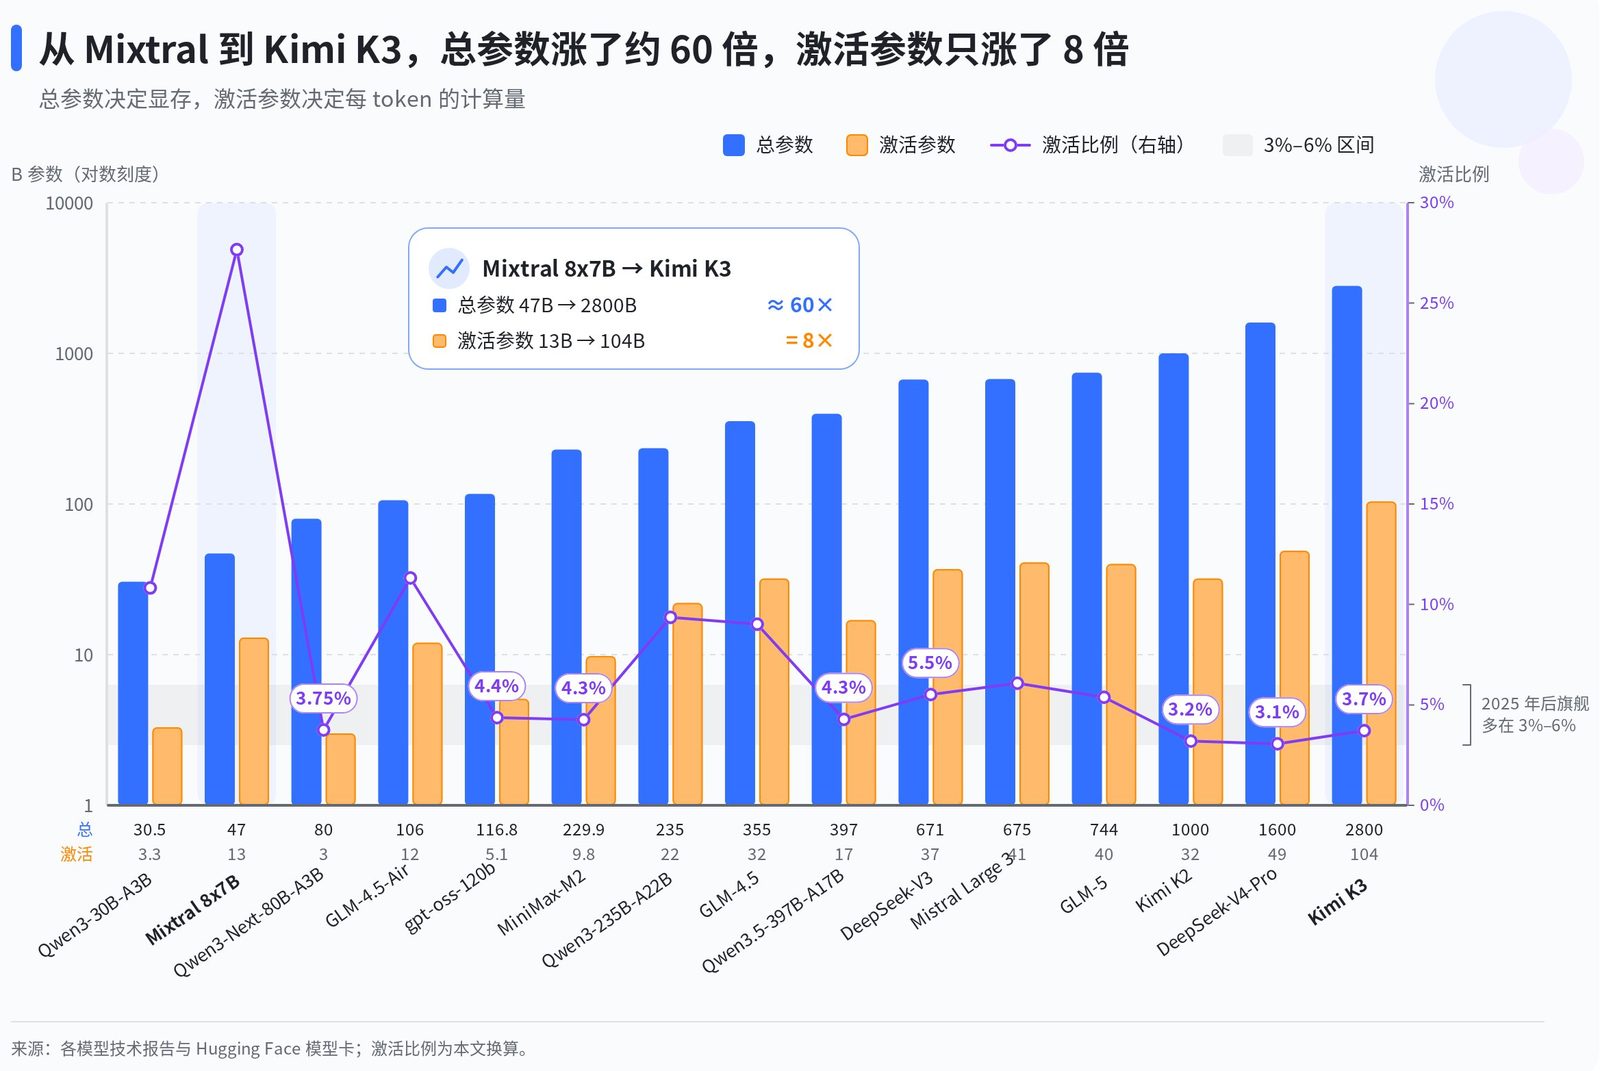 从 Mixtral 到 Kimi K3，总参数涨了约 60 倍，激活参数只涨了 8 倍
总参数决定显存，激活参数决定每 token 的计算量
总参数 激活参数 激活比例（右轴） 3%–6% 区间
B 参数（对数刻度） 激活比例
10000
1000
100
10
1
30%
25%
20%
15%
10%
5%
0%
Mixtral 8x7B → Kimi K3
总参数 47B → 2800B ≈ 60×
激活参数 13B → 104B = 8×
3.75%
4.4%
4.3%
4.3%
5.5%
3.2%
3.1%
3.7%
2025 年后旗舰
多在 3%–6%
总 30.5 47 80 106 116.8 229.9 235 355 397 671 675 744 1000 1600 2800
激活 3.3 13 3 12 5.1 9.8 22 32 17 37 41 40 32 49 104
Qwen3-30B-A3B
Mixtral 8x7B
Qwen3-Next-80B-A3B
GLM-4.5-Air
gpt-oss-120b
MiniMax-M2
Qwen3-235B-A22B
GLM-4.5
Qwen3.5-397B-A17B
DeepSeek-V3
Mistral Large 3
GLM-5
Kimi K2
DeepSeek-V4-Pro
Kimi K3
来源：各模型技术报告与 Hugging Face 模型卡；激活比例为本文换算。